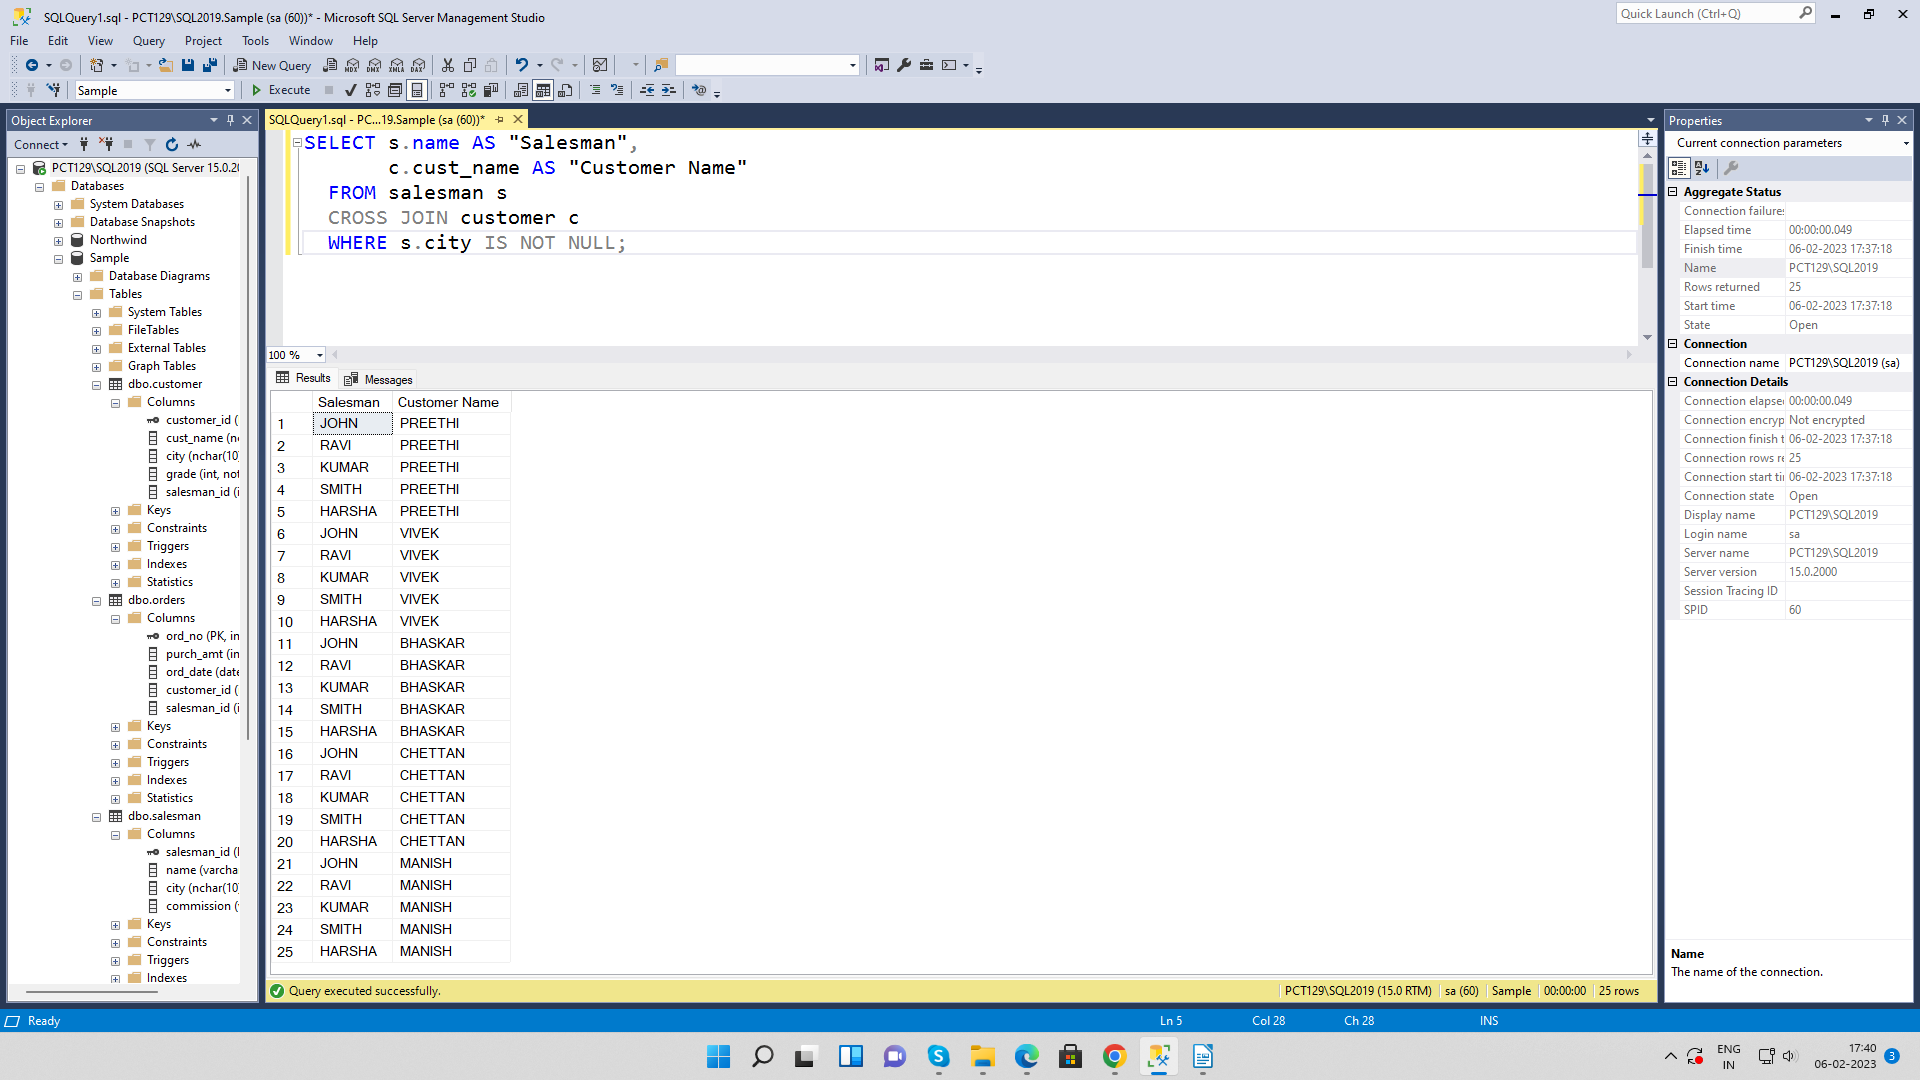 SQLQuery1.sql - PCT129\SQL2019.Sample (sa (60))* - Microsoft SQL Server Management Studio
Quick Launch (Ctrl+Q)
File Edit View Query Project Tools Window Help
New Query
MDX DMX XMLA DAX
Sample
Execute
Object Explorer
Connect
PCT129\SQL2019 (SQL Server 15.0.20
Databases
System Databases
Database Snapshots
Northwind
Sample
Database Diagrams
Tables
System Tables
FileTables
External Tables
Graph Tables
dbo.customer
Columns
customer_id (
cust_name (n
city (nchar(10)
grade (int, not
salesman_id (i
Keys
Constraints
Triggers
Indexes
Statistics
dbo.orders
Columns
ord_no (PK, in
purch_amt (in
ord_date (date
customer_id (
salesman_id (i
Keys
Constraints
Triggers
Indexes
Statistics
dbo.salesman
Columns
salesman_id (
name (varcha
city (nchar(10)
commission (
Keys
Constraints
Triggers
Indexes
SQLQuery1.sql - PC...19.Sample (sa (60))*
SELECT s.name AS "Salesman",
c.cust_name AS "Customer Name"
FROM salesman s
CROSS JOIN customer c
WHERE s.city IS NOT NULL;
100 %
Results Messages
Salesman Customer Name
1 JOHN PREETHI
2 RAVI PREETHI
3 KUMAR PREETHI
4 SMITH PREETHI
5 HARSHA PREETHI
6 JOHN VIVEK
7 RAVI VIVEK
8 KUMAR VIVEK
9 SMITH VIVEK
10 HARSHA VIVEK
11 JOHN BHASKAR
12 RAVI BHASKAR
13 KUMAR BHASKAR
14 SMITH BHASKAR
15 HARSHA BHASKAR
16 JOHN CHETTAN
17 RAVI CHETTAN
18 KUMAR CHETTAN
19 SMITH CHETTAN
20 HARSHA CHETTAN
21 JOHN MANISH
22 RAVI MANISH
23 KUMAR MANISH
24 SMITH MANISH
25 HARSHA MANISH
Query executed successfully.
PCT129\SQL2019 (15.0 RTM) sa (60) Sample 00:00:00 25 rows
Properties
Current connection parameters
Aggregate Status
Connection failures
Elapsed time 00:00:00.049
Finish time 06-02-2023 17:37:18
Name PCT129\SQL2019
Rows returned 25
Start time 06-02-2023 17:37:18
State Open
Connection
Connection name PCT129\SQL2019 (sa)
Connection Details
Connection elapse 00:00:00.049
Connection encryp Not encrypted
Connection finish t 06-02-2023 17:37:18
Connection rows re 25
Connection start ti 06-02-2023 17:37:18
Connection state Open
Display name PCT129\SQL2019
Login name sa
Server name PCT129\SQL2019
Server version 15.0.2000
Session Tracing ID
SPID 60
Name
The name of the connection.
Ready
Ln 5 Col 28 Ch 28 INS
ENG
IN
17:40
06-02-2023
3